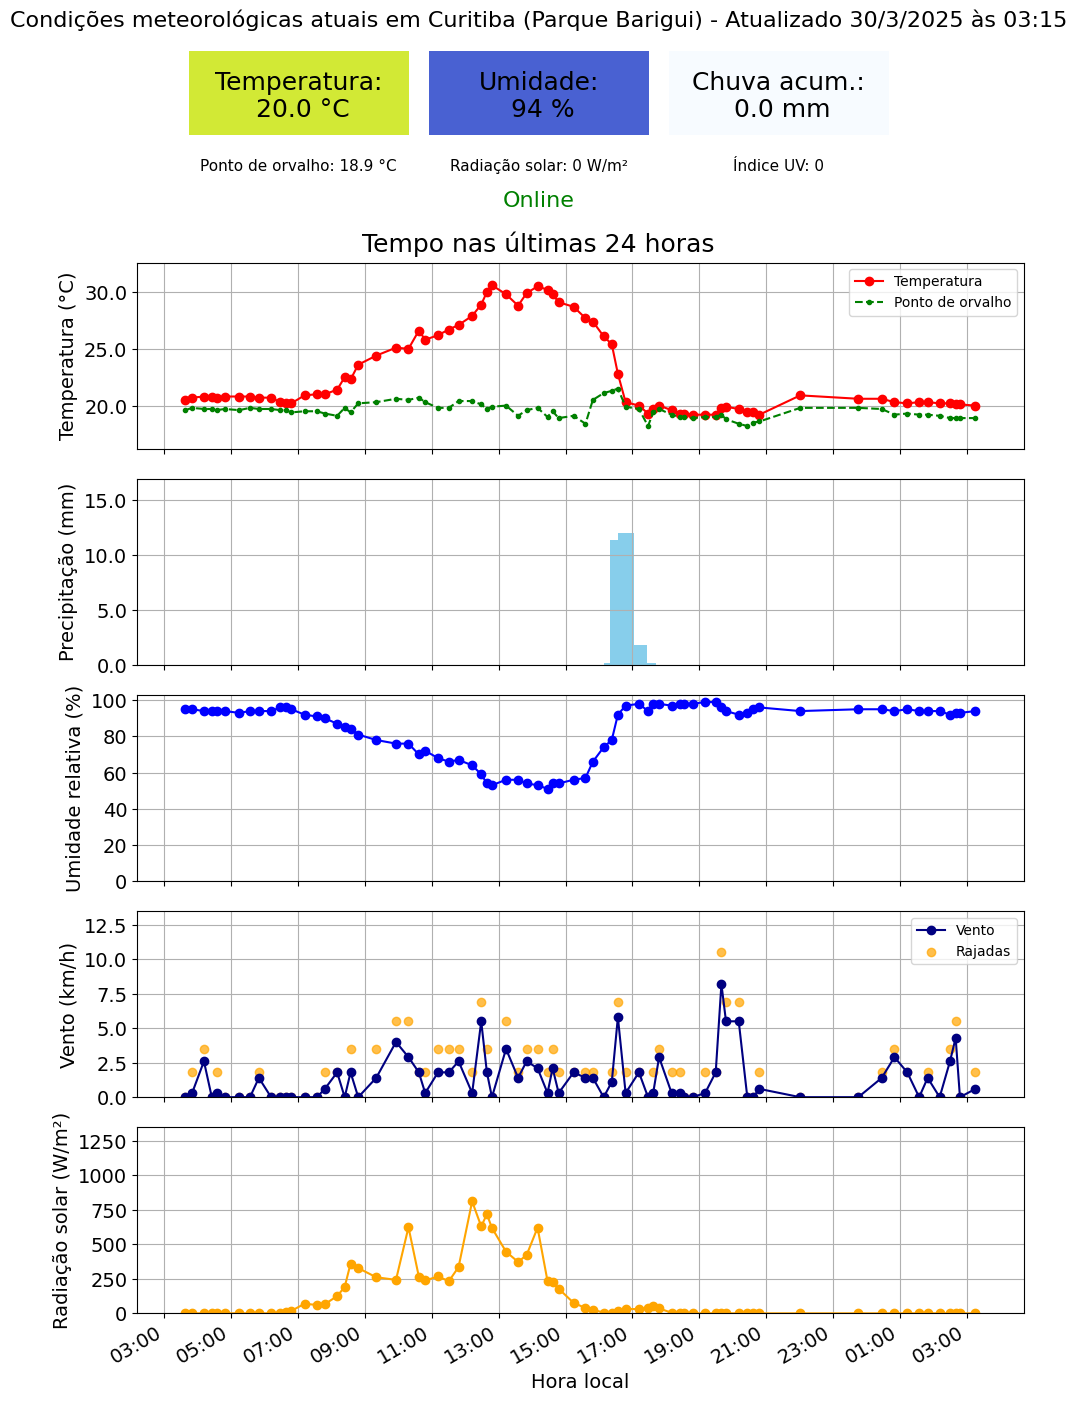 Condições meteorológicas atuais em Curitiba (Parque Barigui) - Atualizado 30/3/2025 às 03:15
Temperatura:
20.0 °C
Umidade:
94 %
Chuva acum.:
0.0 mm
Ponto de orvalho: 18.9 °C
Radiação solar: 0 W/m²
Índice UV: 0
Online
Tempo nas últimas 24 horas
Temperatura (°C)
30.0
25.0
20.0
Temperatura
Ponto de orvalho
Precipitação (mm)
15.0
10.0
5.0
0.0
Umidade relativa (%)
100
80
60
40
20
0
Vento (km/h)
12.5
10.0
7.5
5.0
2.5
0.0
Vento
Rajadas
Radiação solar (W/m²)
1250
1000
750
500
250
0
03:00
05:00
07:00
09:00
11:00
13:00
15:00
17:00
19:00
21:00
23:00
01:00
03:00
Hora local